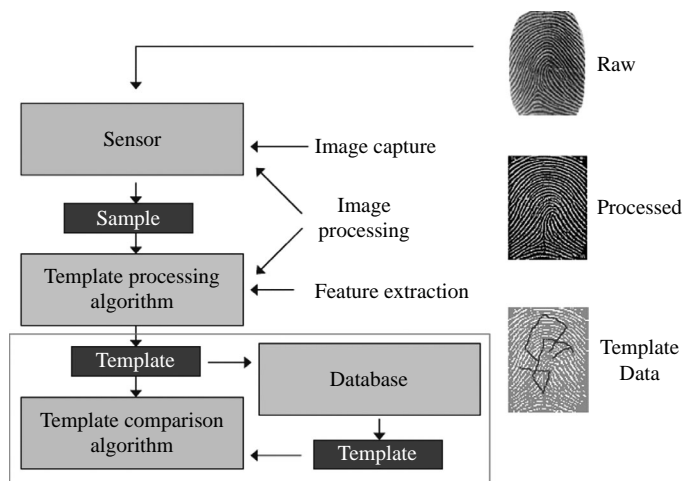 Raw
Sensor
Image capture
Sample
Image
processing
Processed
Template processing
algorithm
Feature extraction
Template
Template
Data
Database
Template comparison
algorithm
Template